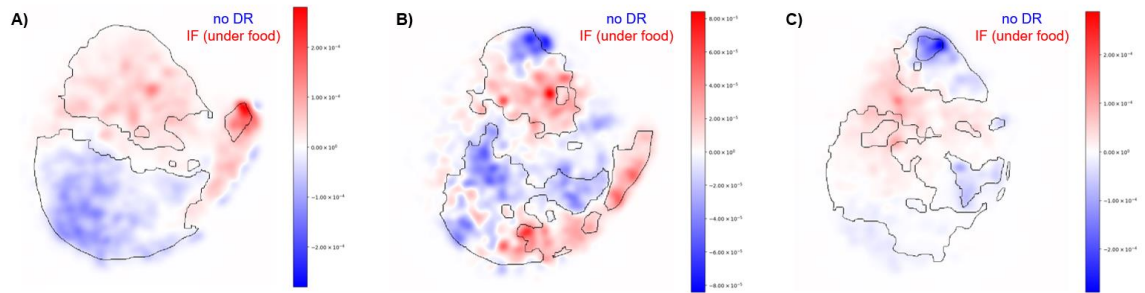 A)
no DR
IF (under food)
2.00 × 10⁻⁴
1.00 × 10⁻⁴
0.00 × 10⁰
−1.00 × 10⁻⁴
−2.00 × 10⁻⁴
B)
no DR
IF (under food)
8.00 × 10⁻⁵
6.00 × 10⁻⁵
4.00 × 10⁻⁵
2.00 × 10⁻⁵
0.00 × 10⁰
−2.00 × 10⁻⁵
−4.00 × 10⁻⁵
−6.00 × 10⁻⁵
−8.00 × 10⁻⁵
C)
no DR
IF (under food)
2.00 × 10⁻⁴
1.00 × 10⁻⁴
0.00 × 10⁰
−1.00 × 10⁻⁴
−2.00 × 10⁻⁴